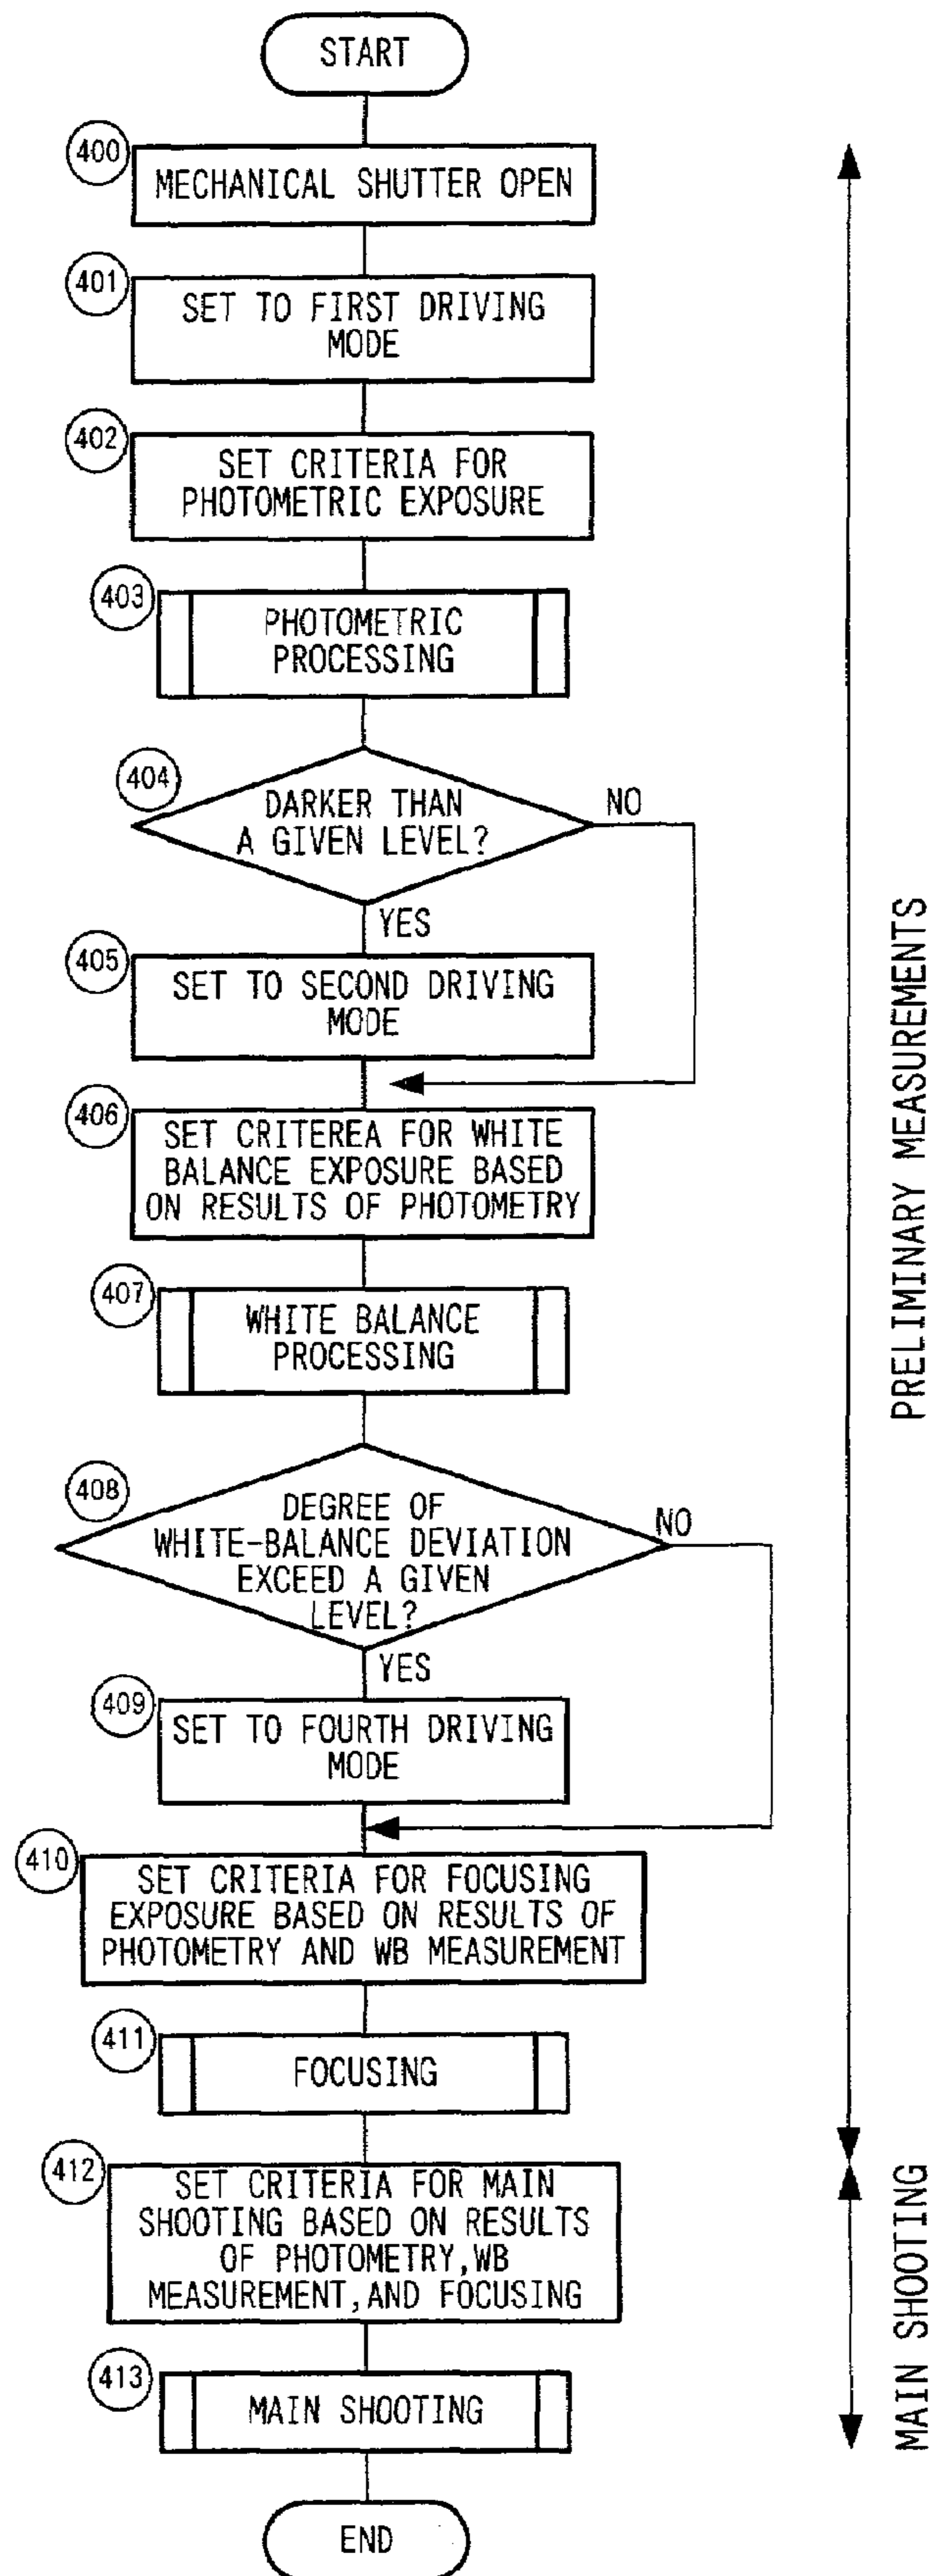 START
400
MECHANICAL SHUTTER OPEN
401
SET TO FIRST DRIVING
MODE
402
SET CRITERIA FOR
PHOTOMETRIC EXPOSURE
403
PHOTOMETRIC
PROCESSING
404
DARKER THAN
A GIVEN LEVEL?
NO
YES
405
SET TO SECOND DRIVING
MODE
406
SET CRITEREA FOR WHITE
BALANCE EXPOSURE BASED
ON RESULTS OF PHOTOMETRY
407
WHITE BALANCE
PROCESSING
408
DEGREE OF
WHITE-BALANCE DEVIATION
EXCEED A GIVEN
LEVEL?
NO
YES
409
SET TO FOURTH DRIVING
MODE
410
SET CRITERIA FOR FOCUSING
EXPOSURE BASED ON RESULTS OF
PHOTOMETRY AND WB MEASUREMENT
411
FOCUSING
412
SET CRITERIA FOR MAIN
SHOOTING BASED ON RESULTS
OF PHOTOMETRY,WB
MEASUREMENT,AND FOCUSING
413
MAIN SHOOTING
END
PRELIMINARY MEASUREMENTS
MAIN SHOOTING